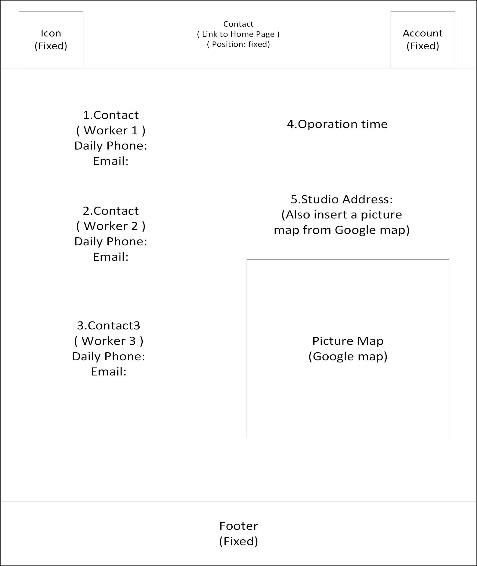 Icon
(Fixed)
Contact
( Link to Home Page )
( Position: fixed)
Account
(Fixed)
1.Contact
( Worker 1 )
Daily Phone:
Email:
2.Contact
( Worker 2 )
Daily Phone:
Email:
3.Contact3
( Worker 3 )
Daily Phone:
Email:
4.Oporation time
5.Studio Address:
(Also insert a picture
map from Google map)
Picture Map
(Google map)
Footer
(Fixed)